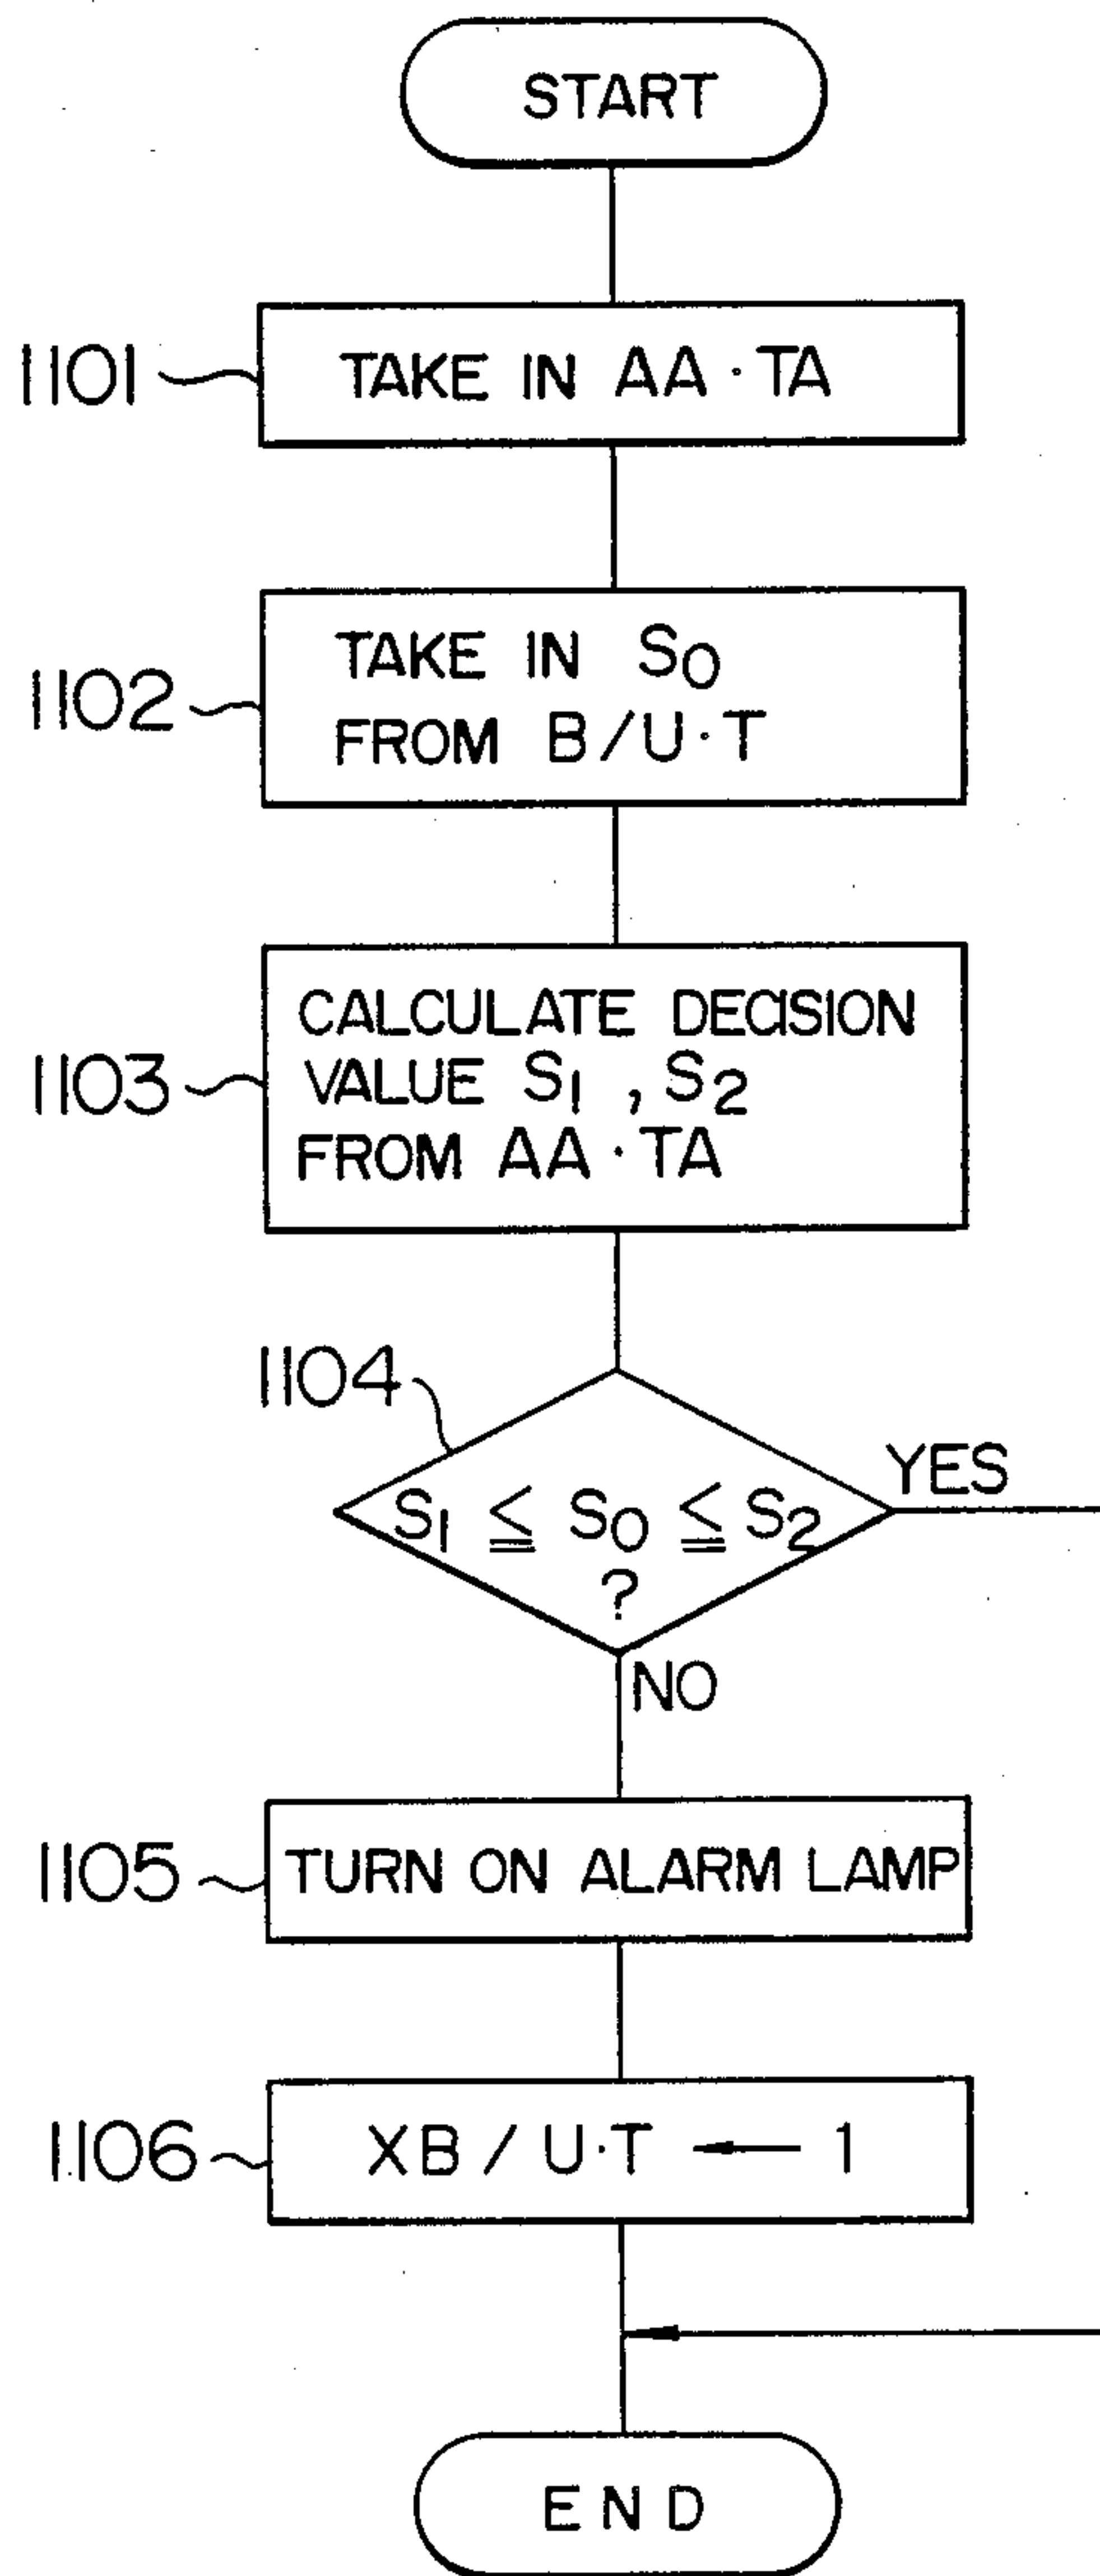 START
1101
TAKE IN AA·TA
1102
TAKE IN S₀
FROM B/U·T
1103
CALCULATE DECISION
VALUE S₁, S₂
FROM AA·TA
1104
YES
S₁ ≦ S₀ ≦ S₂
?
NO
1105
TURN ON ALARM LAMP
1106
XB/U·T ← 1
END